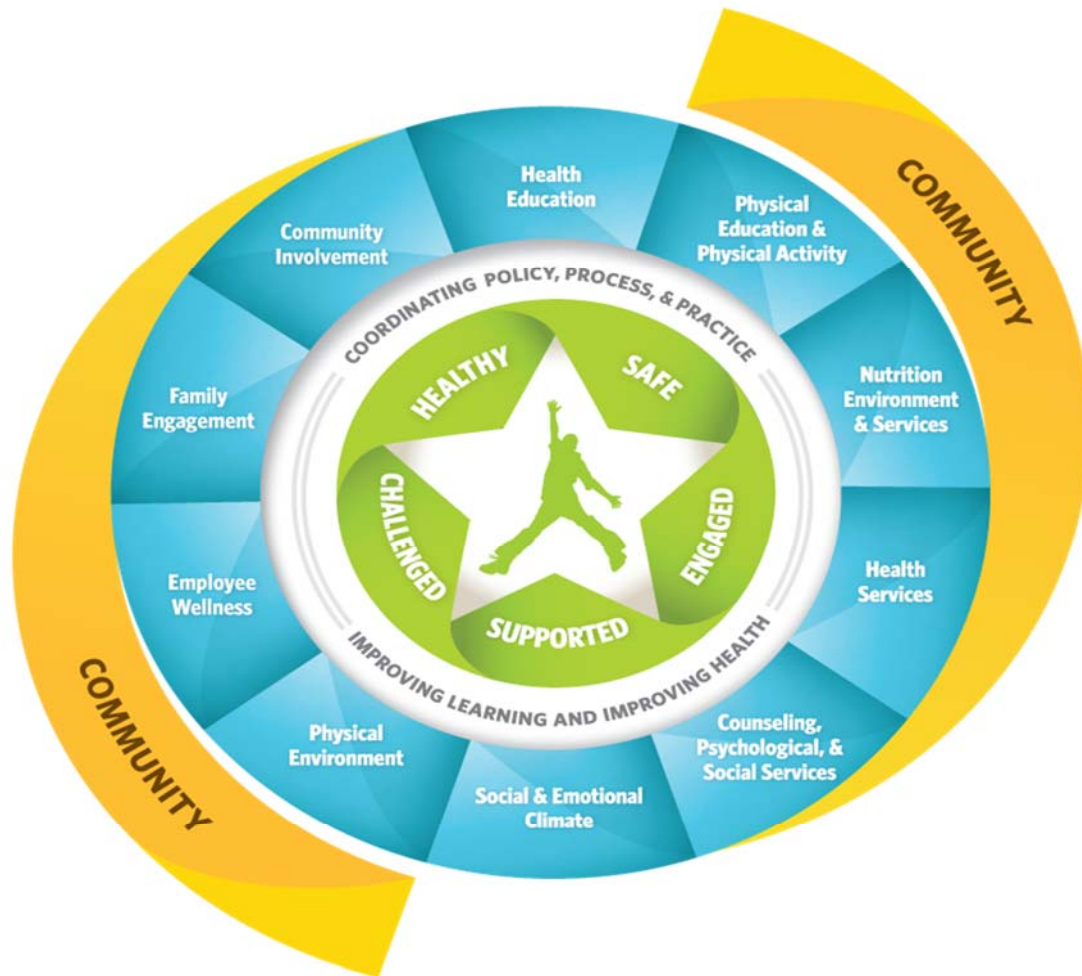 COMMUNITY
Health
Education
Physical
Education &
Physical Activity
Nutrition
Environment
& Services
Health
Services
Counseling,
Psychological, &
Social Services
Social & Emotional
Climate
Physical
Environment
Employee
Wellness
Family
Engagement
Community
Involvement
COORDINATING POLICY, PROCESS, & PRACTICE
IMPROVING LEARNING AND IMPROVING HEALTH
HEALTHY
SAFE
ENGAGED
SUPPORTED
CHALLENGED
COMMUNITY